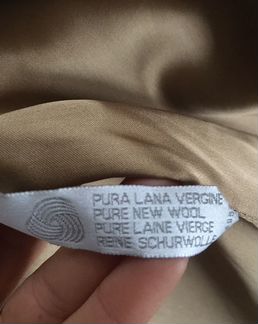 PURA LANA VERGINE
PURE NEW WOOL
PURE LAINE VIERGE
REINE SCHURWOLLE